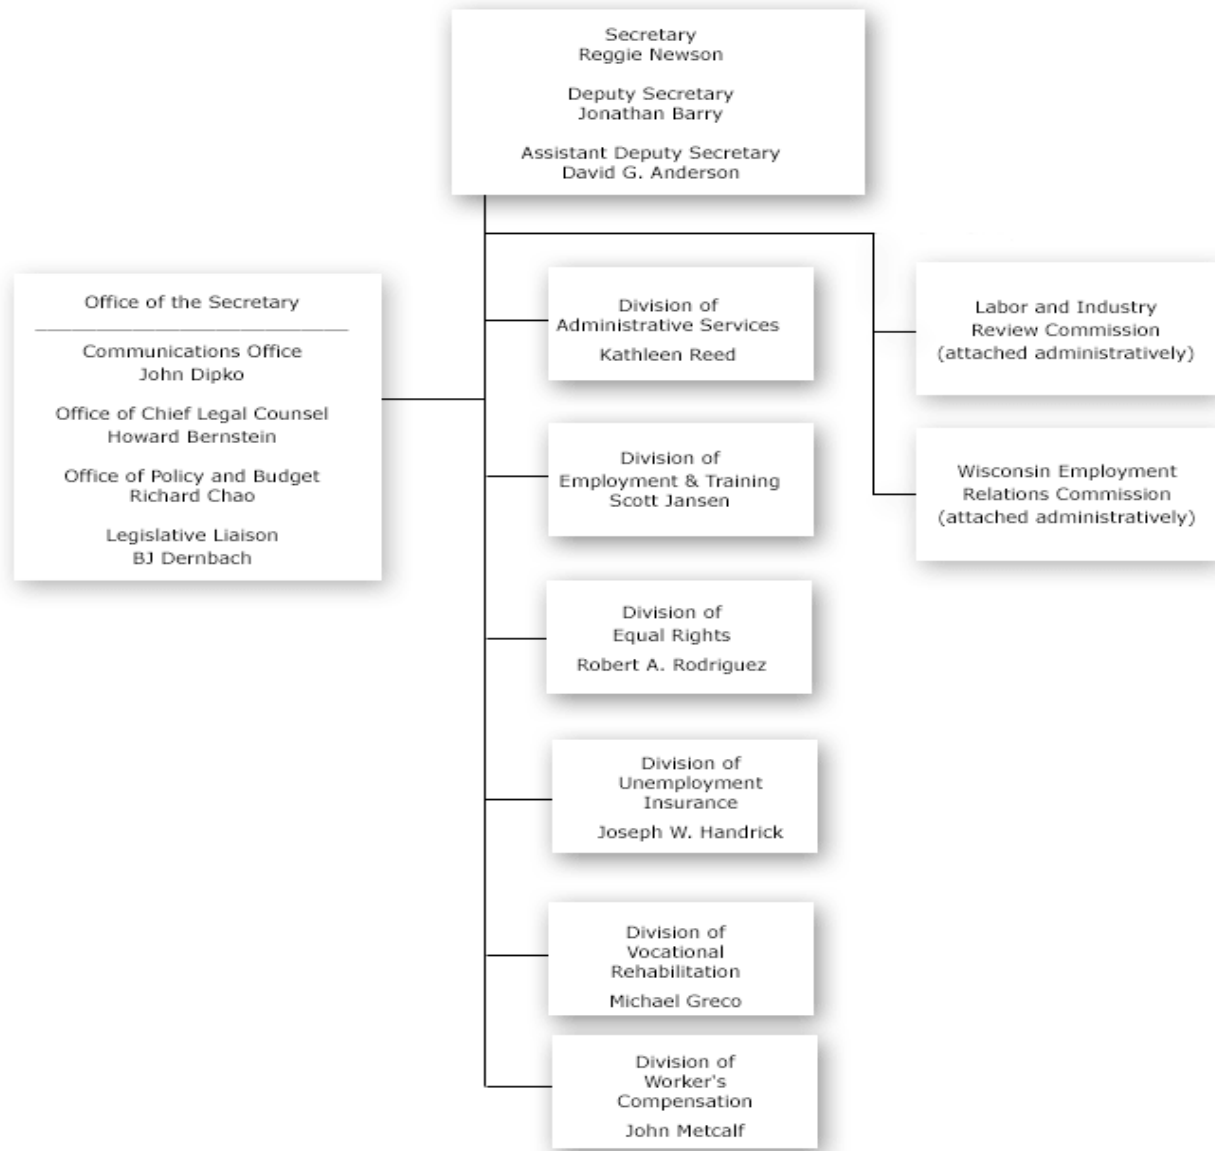 Secretary
Reggie Newson
Deputy Secretary
Jonathan Barry
Assistant Deputy Secretary
David G. Anderson
Office of the Secretary
Communications Office
John Dipko
Office of Chief Legal Counsel
Howard Bernstein
Office of Policy and Budget
Richard Chao
Legislative Liaison
BJ Dernbach
Division of
Administrative Services
Kathleen Reed
Division of
Employment & Training
Scott Jansen
Division of
Equal Rights
Robert A. Rodriguez
Division of
Unemployment
Insurance
Joseph W. Handrick
Division of
Vocational
Rehabilitation
Michael Greco
Division of
Worker's
Compensation
John Metcalf
Labor and Industry
Review Commission
(attached administratively)
Wisconsin Employment
Relations Commission
(attached administratively)